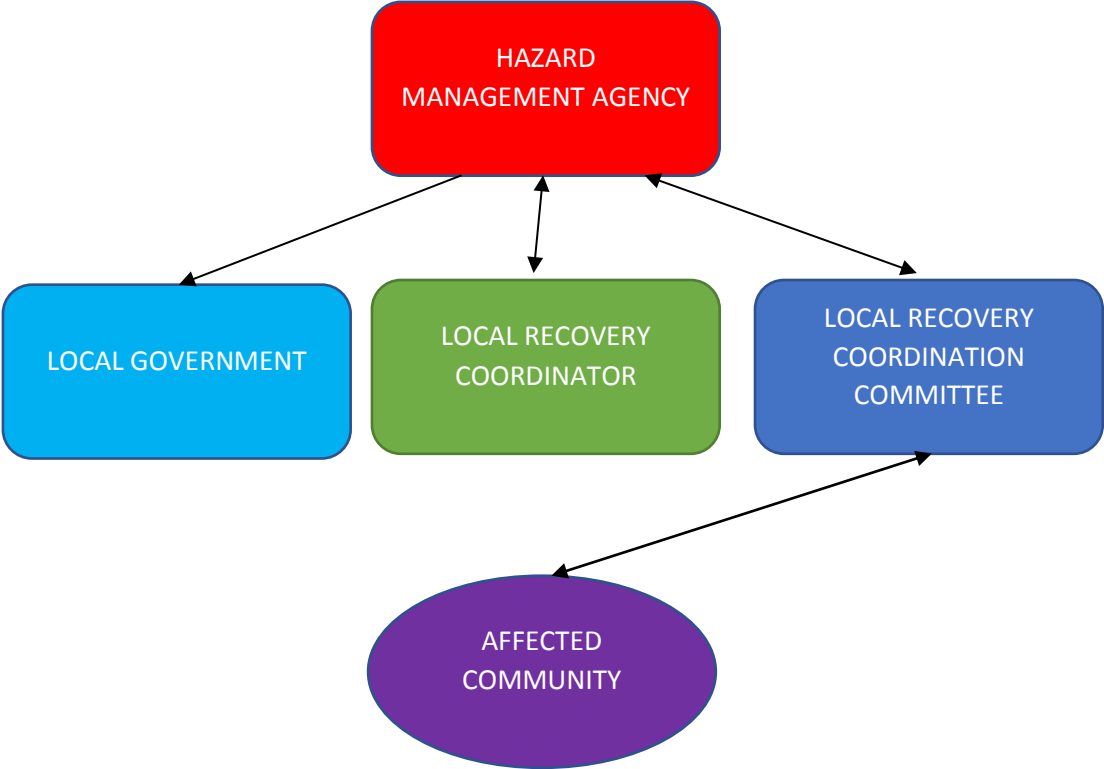 HAZARD
MANAGEMENT AGENCY
LOCAL GOVERNMENT
LOCAL RECOVERY
COORDINATOR
LOCAL RECOVERY
COORDINATION
COMMITTEE
AFFECTED
COMMUNITY